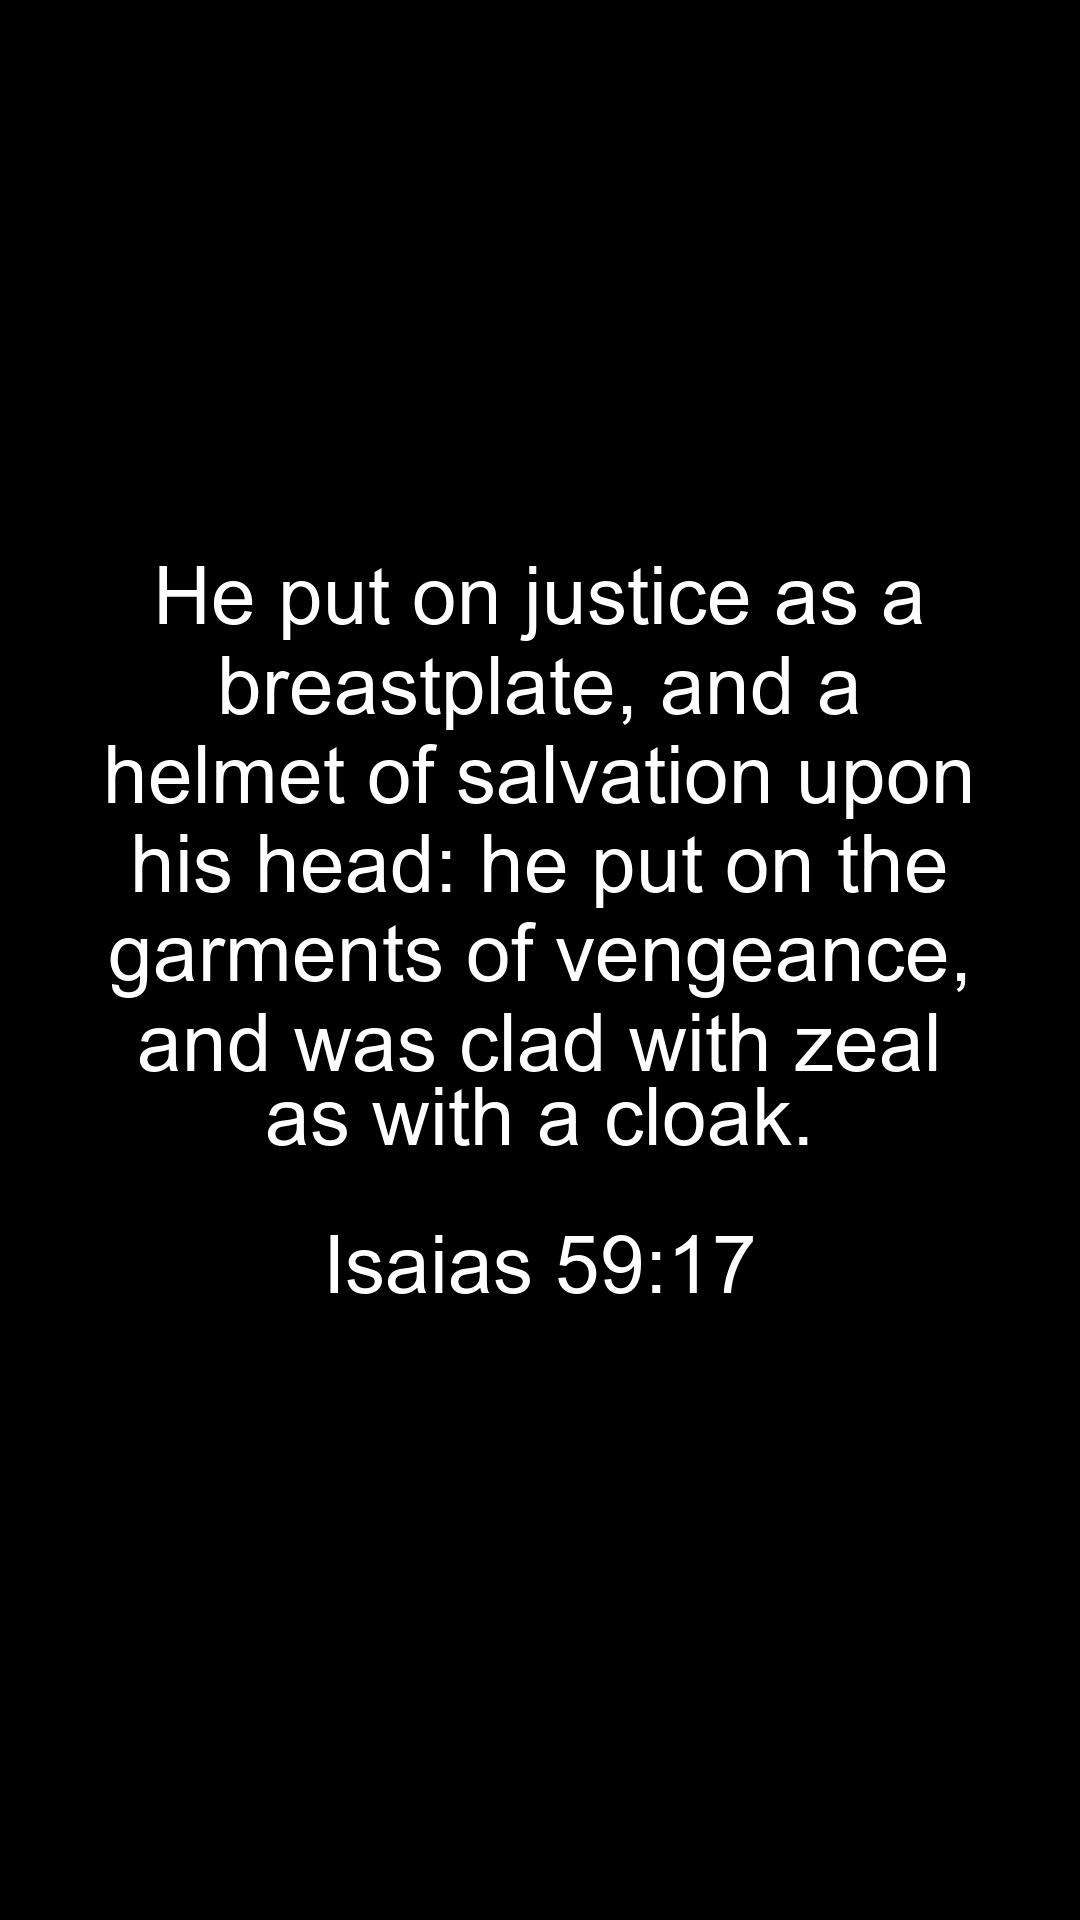 He put on justice as a
breastplate, and a
helmet of salvation upon
his head: he put on the
garments of vengeance,
and was clad with zeal
as with a cloak.
Isaias 59:17